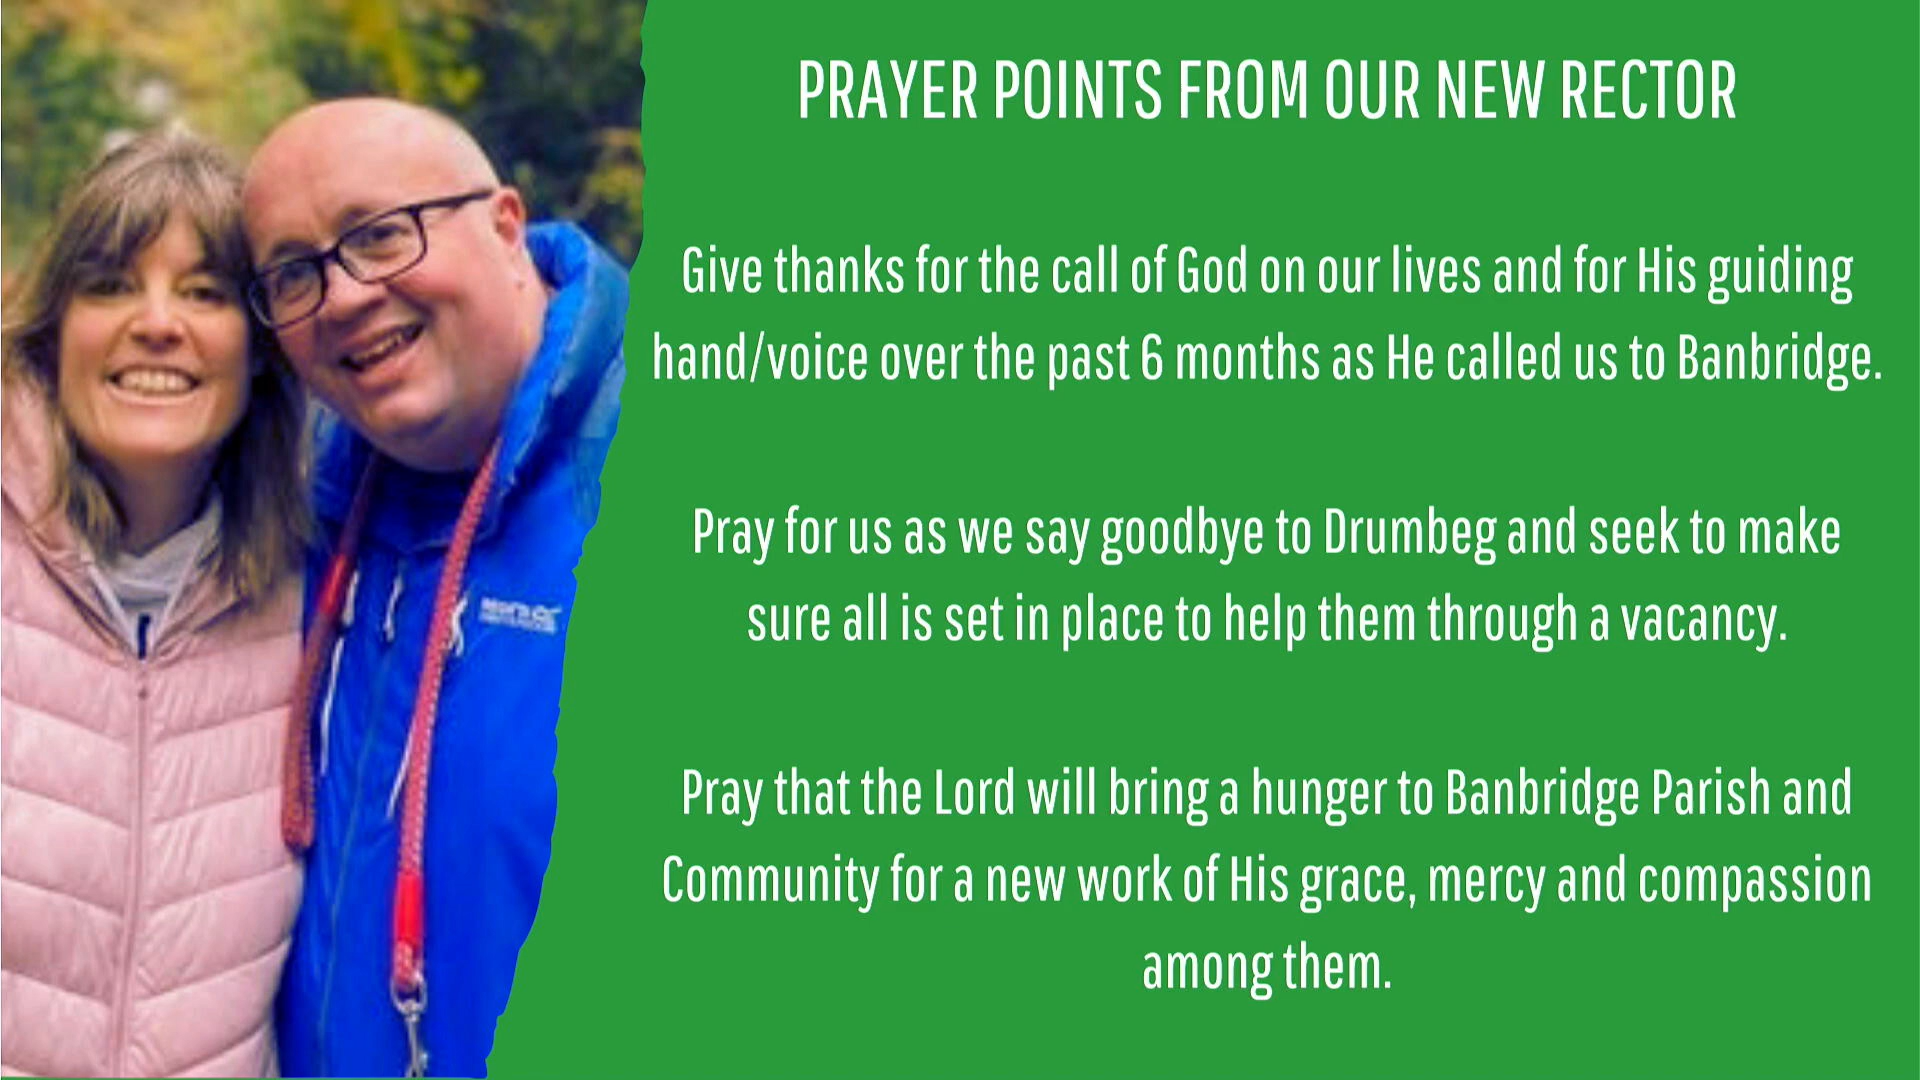 PRAYER POINTS FROM OUR NEW RECTOR
Give thanks for the call of God on our lives and for His guiding
hand/voice over the past 6 months as He called us to Banbridge.
Pray for us as we say goodbye to Drumbeg and seek to make
sure all is set in place to help them through a vacancy.
Pray that the Lord will bring a hunger to Banbridge Parish and
Community for a new work of His grace, mercy and compassion
among them.